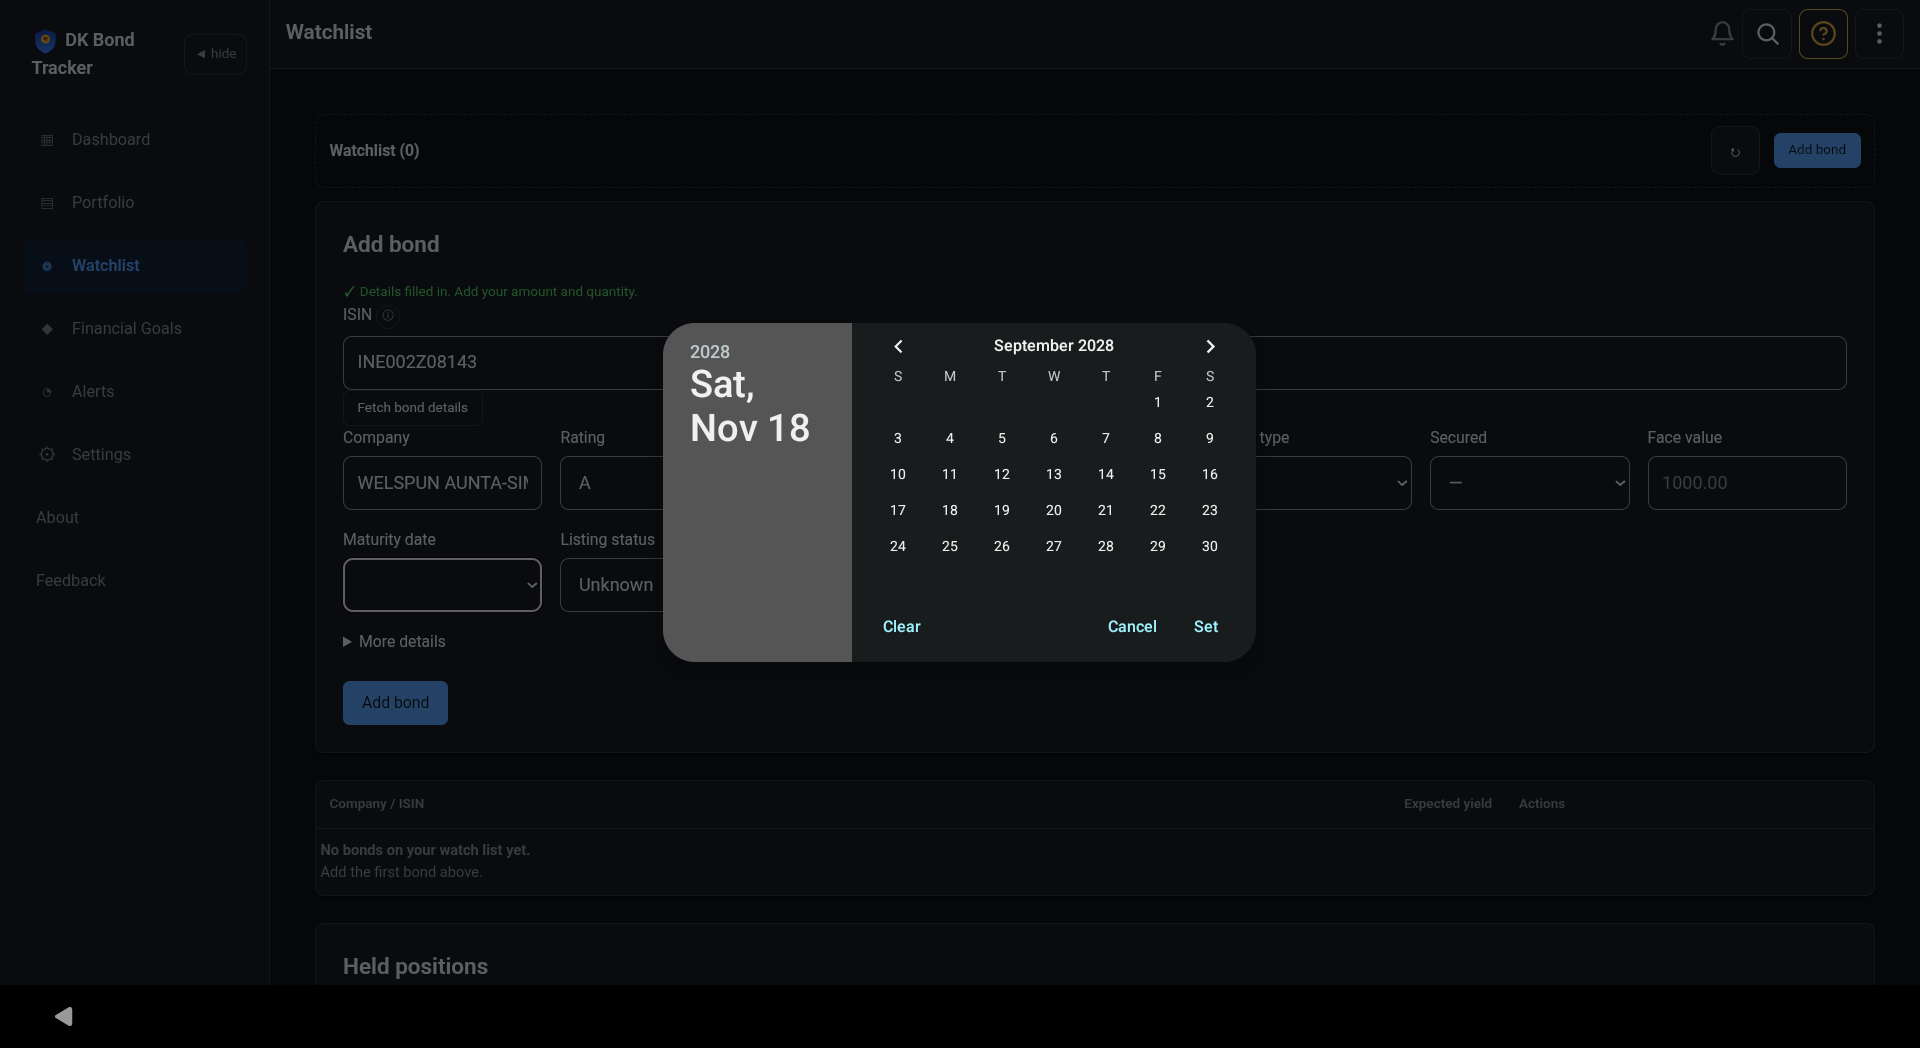 DK Bond
Tracker
◄ hide
Dashboard
Portfolio
Watchlist
Financial Goals
Alerts
Settings
About
Feedback
Watchlist
Watchlist (0)
Add bond
Add bond
✓ Details filled in. Add your amount and quantity.
ISIN
INE002Z08143
Fetch bond details
Company
Rating
type
Secured
Face value
WELSPUN AUNTA-SI
A
—
1000.00
Maturity date
Listing status
Unknown
▶ More details
Add bond
2028
Sat,
Nov 18
September 2028
S M T W T F S
1 2
3 4 5 6 7 8 9
10 11 12 13 14 15 16
17 18 19 20 21 22 23
24 25 26 27 28 29 30
Clear Cancel Set
Company / ISIN Expected yield Actions
No bonds on your watch list yet.
Add the first bond above.
Held positions